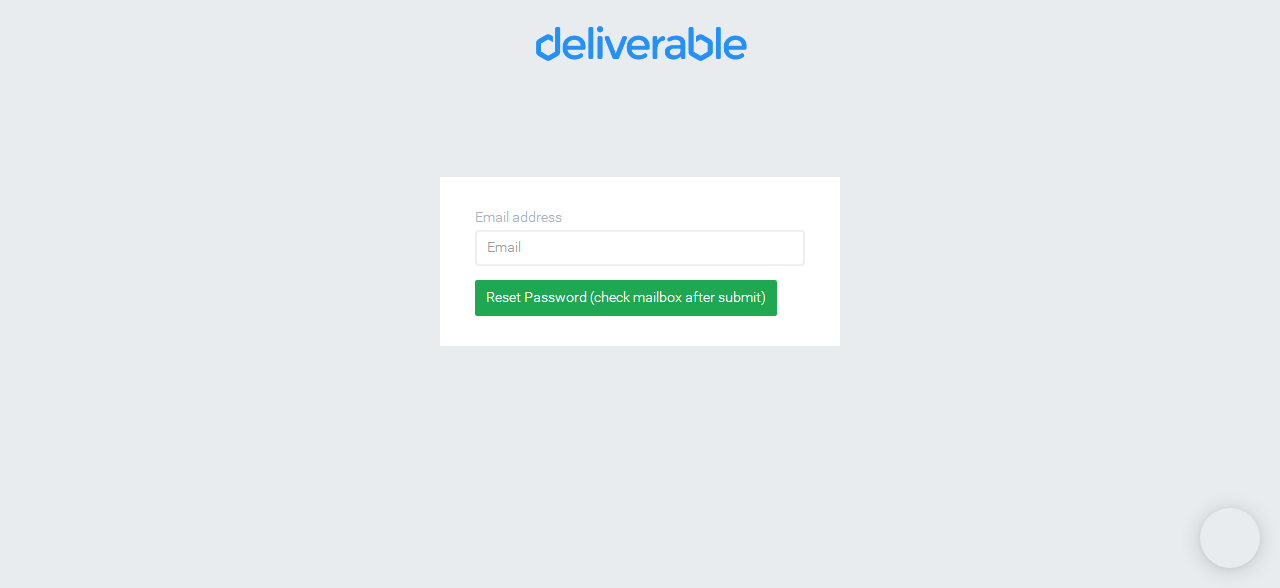 deliverable
Email address
Email
Reset Password (check mailbox after submit)